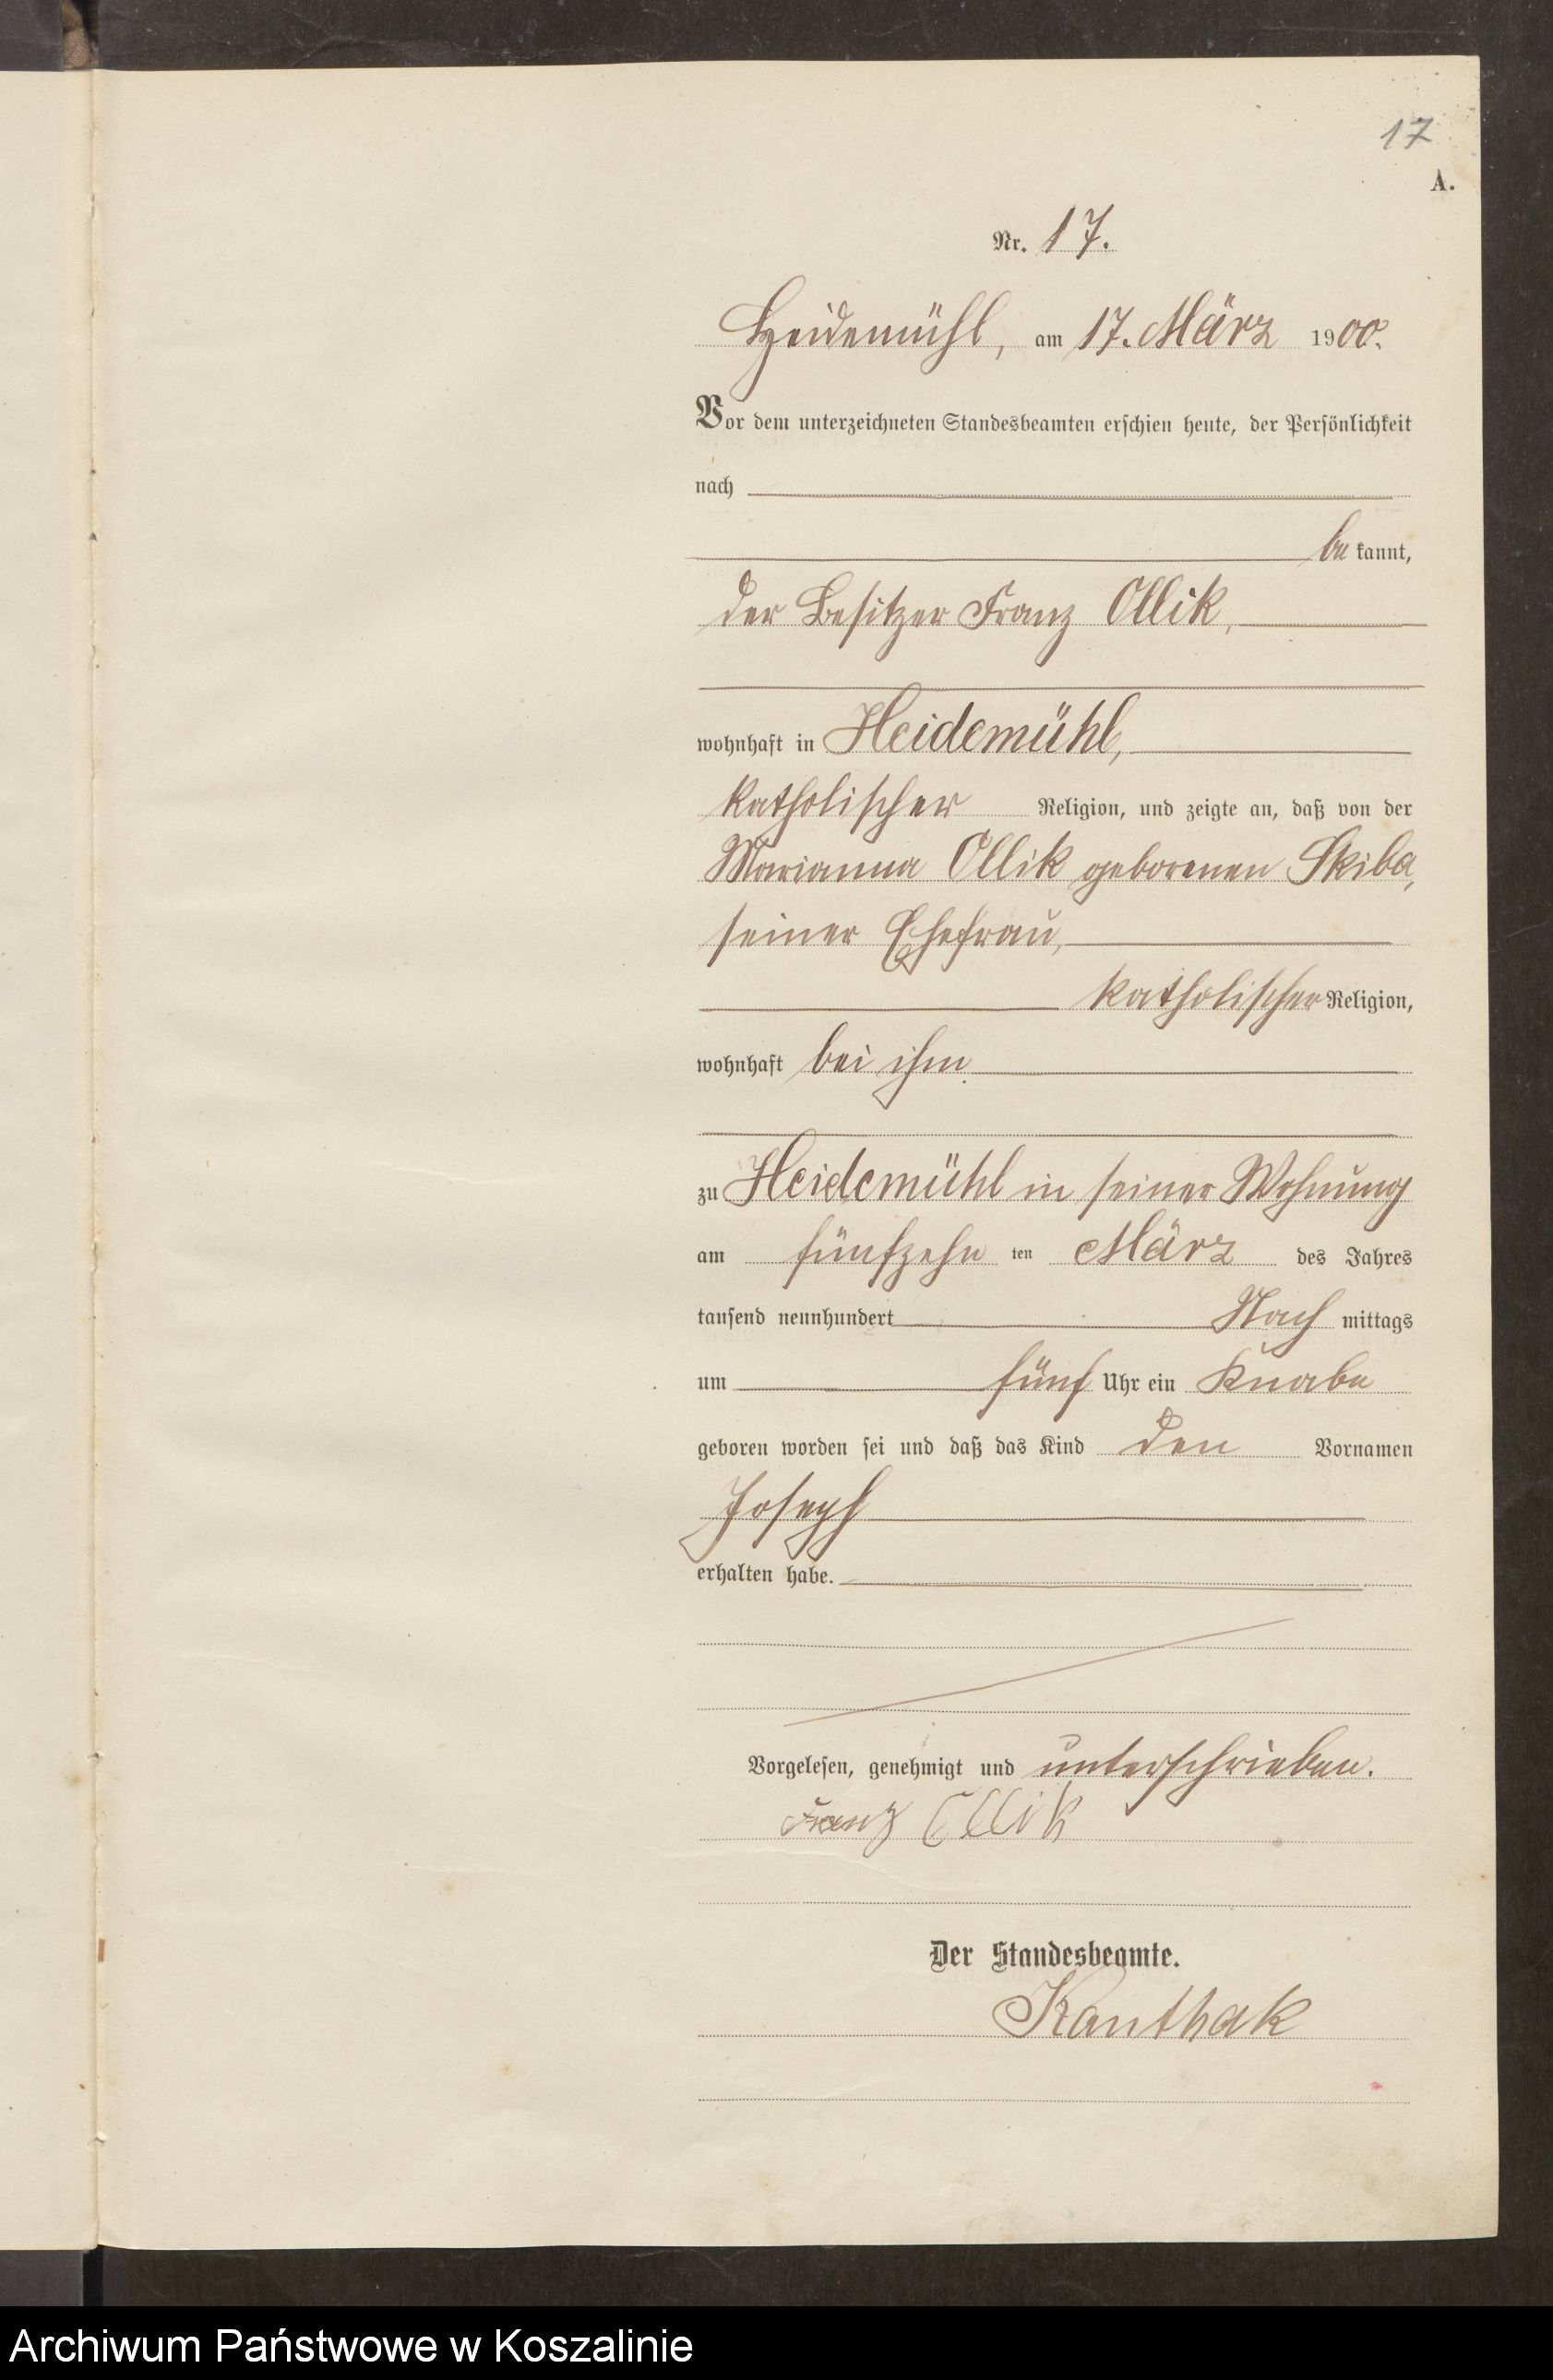 17
A.
Nr. 17.
Heidemühl, am 17. März 1900.
Vor dem unterzeichneten Standesbeamten erschien heute, der Persönlichkeit
nach
be kannt,
der Besitzer Franz Ollik,
wohnhaft in Heidemühl,
katholischer Religion, und zeigte an, daß von der
Marianna Ollik geborenen Skiba,
seiner Ehefrau,
katholischer Religion,
wohnhaft bei ihm
zu Heidemühl in seiner Wohnung
am fünfzehn ten März des Jahres
tausend neunhundert Nach mittags
um fünf Uhr ein Knabe
geboren worden sei und daß das Kind den Vornamen
Joseph
erhalten habe.
Vorgelesen, genehmigt und unterschrieben.
Franz Ollik
Der Standesbeamte.
Kanthak
Archiwum Państwowe w Koszalinie